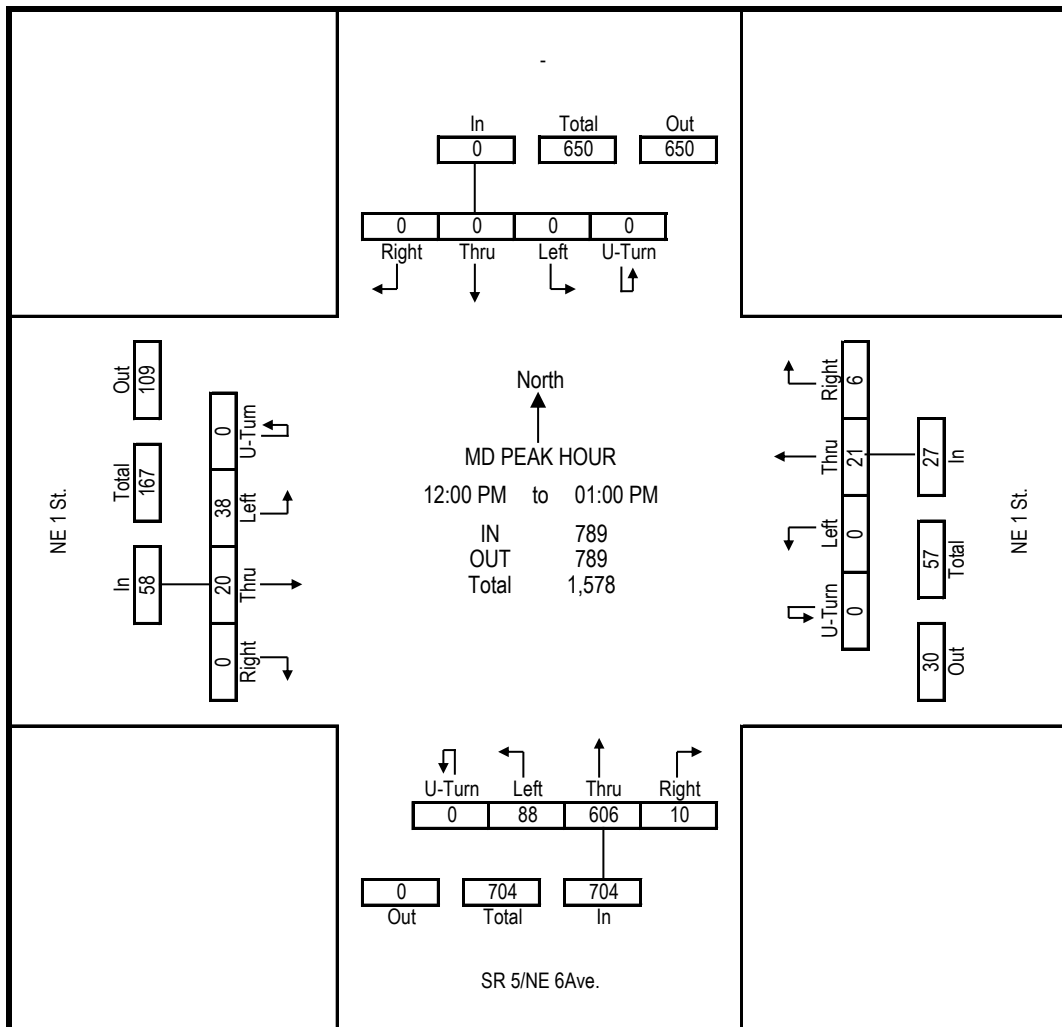 -
In Total Out
0 650 650
0 0 0 0
Right Thru Left U-Turn
NE 1 St.
Out 109
Total 167
In 58
0 U-Turn
38 Left
20 Thru
0 Right
North
MD PEAK HOUR
12:00 PM to 01:00 PM
IN 789
OUT 789
Total 1,578
Right 6
Thru 21
Left 0
U-Turn 0
27 In
57 Total
30 Out
NE 1 St.
U-Turn Left Thru Right
0 88 606 10
0 704 704
Out Total In
SR 5/NE 6Ave.